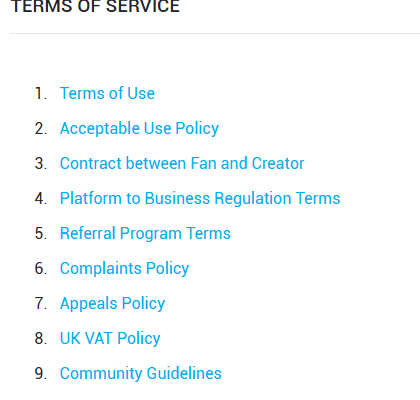 TERMS OF SERVICE
1. Terms of Use
2. Acceptable Use Policy
3. Contract between Fan and Creator
4. Platform to Business Regulation Terms
5. Referral Program Terms
6. Complaints Policy
7. Appeals Policy
8. UK VAT Policy
9. Community Guidelines